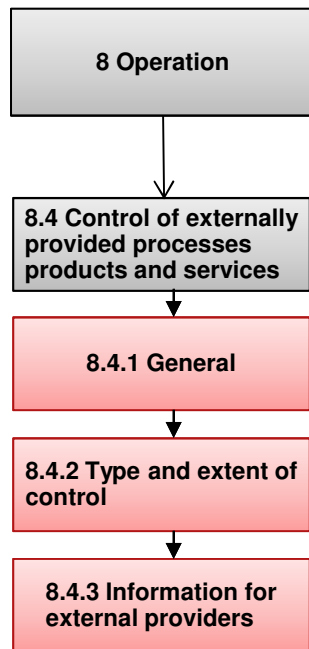 8 Operation
8.4 Control of externally
provided processes
products and services
8.4.1 General
8.4.2 Type and extent of
control
8.4.3 Information for
external providers